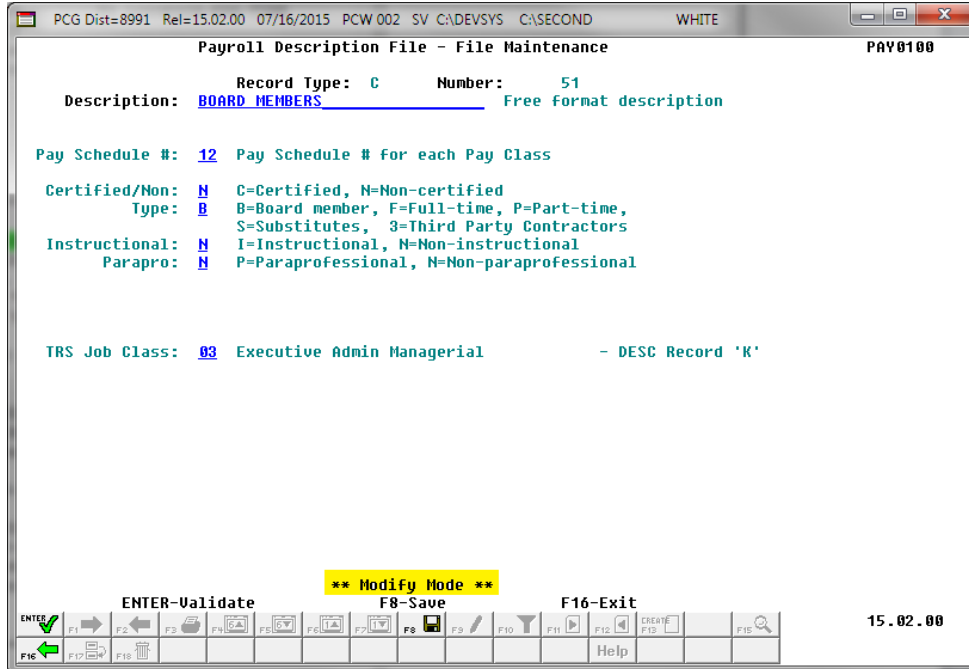 PCG Dist=8991 Rel=15.02.00 07/16/2015 PCW 002 SV C:\DEVSYS C:\SECOND WHITE
Payroll Description File - File Maintenance PAY0100
Record Type: C Number: 51
Description: BOARD MEMBERS Free format description
Pay Schedule #: 12 Pay Schedule # for each Pay Class
Certified/Non: N C=Certified, N=Non-certified
Type: B B=Board member, F=Full-time, P=Part-time,
S=Substitutes, 3=Third Party Contractors
Instructional: N I=Instructional, N=Non-instructional
Parapro: N P=Paraprofessional, N=Non-paraprofessional
TRS Job Class: 03 Executive Admin Managerial - DESC Record 'K'
** Modify Mode **
ENTER-Validate F8-Save F16-Exit
ENTER F1 F2 F3 F4 F5 F6 F7 F8 F9 F10 F11 F12 CREATE F13 F15 15.02.00
F16 F17 F18 Help